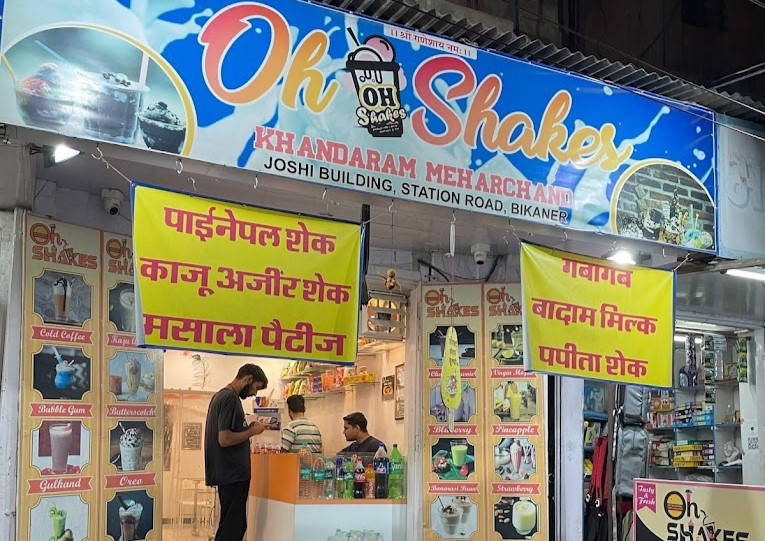 ।। श्री गणेशाय नमः ।।
Oh Shakes
OH
Shakes
KHANDARAM MEHARCHAND
JOSHI BUILDING, STATION ROAD, BIKANER
पाईनेपल शेक
काजू अजींर शेक
मसाला पैटीज
गबागब
बादाम मिल्क
पपीता शेक
Oh
SHAKES
Cold Coffee
Bubble Gum
Butterscotch
Gulkand
Oreo
Oh
SHAKES
Blueberry
Pineapple
Banarasi Paan
Strawberry
Tasty & Fresh
Oh
SHAKES